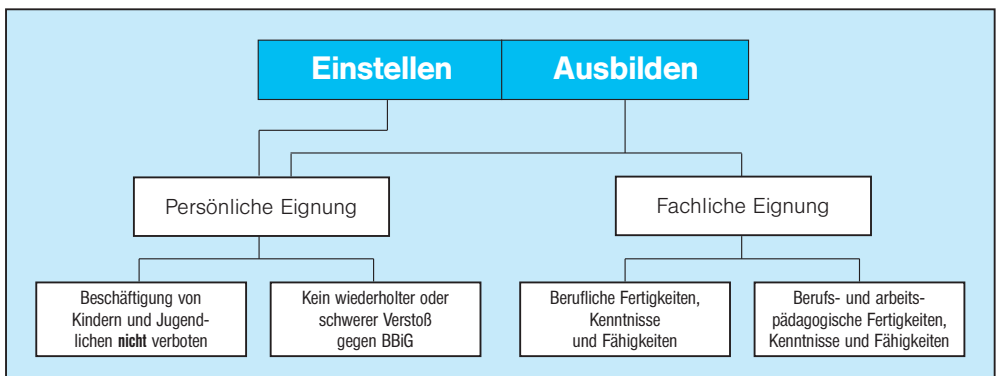 Einstellen Ausbilden
Persönliche Eignung
Fachliche Eignung
Beschäftigung von
Kindern und Jugend-
lichen nicht verboten
Kein wiederholter oder
schwerer Verstoß
gegen BBiG
Berufliche Fertigkeiten,
Kenntnisse
und Fähigkeiten
Berufs- und arbeits-
pädagogische Fertigkeiten,
Kenntnisse und Fähigkeiten